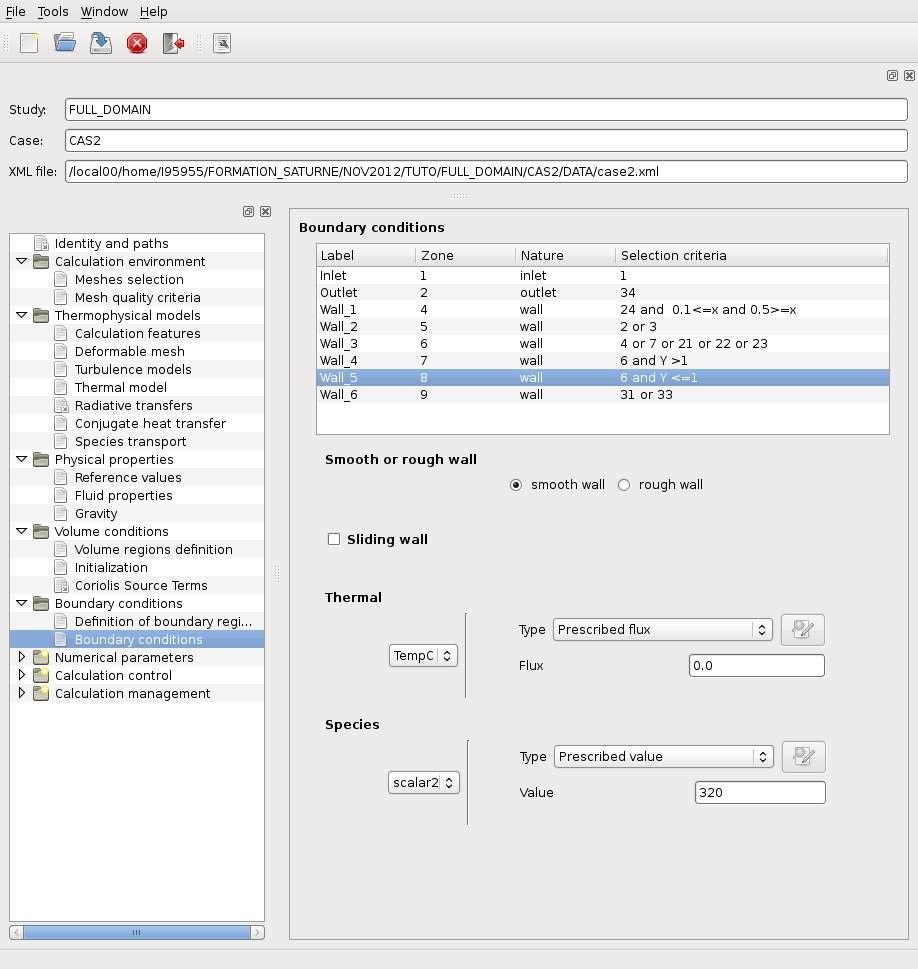 File Tools Window Help
Study: FULL_DOMAIN
Case: CAS2
XML file: /local00/home/I95955/FORMATION_SATURNE/NOV2012/TUTO/FULL_DOMAIN/CAS2/DATA/case2.xml
Identity and paths
Calculation environment
Meshes selection
Mesh quality criteria
Thermophysical models
Calculation features
Deformable mesh
Turbulence models
Thermal model
Radiative transfers
Conjugate heat transfer
Species transport
Physical properties
Reference values
Fluid properties
Gravity
Volume conditions
Volume regions definition
Initialization
Coriolis Source Terms
Boundary conditions
Definition of boundary regi...
Boundary conditions
Numerical parameters
Calculation control
Calculation management
Boundary conditions
Label Zone Nature Selection criteria
Inlet 1 inlet 1
Outlet 2 outlet 34
Wall_1 4 wall 24 and  0.1<=x and 0.5>=x
Wall_2 5 wall 2 or 3
Wall_3 6 wall 4 or 7 or 21 or 22 or 23
Wall_4 7 wall 6 and Y >1
Wall_5 8 wall 6 and Y <=1
Wall_6 9 wall 31 or 33
Smooth or rough wall
smooth wall rough wall
Sliding wall
Thermal
Type Prescribed flux
TempC
Flux 0.0
Species
Type Prescribed value
scalar2
Value 320